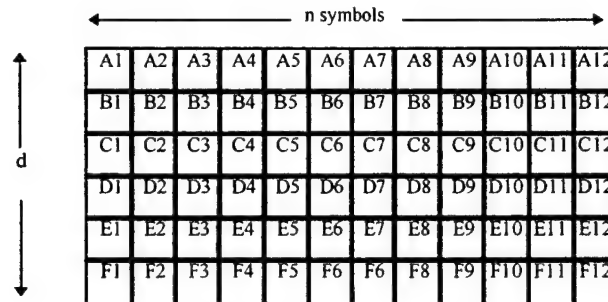 n symbols
A1 A2 A3 A4 A5 A6 A7 A8 A9 A10 A11 A12
B1 B2 B3 B4 B5 B6 B7 B8 B9 B10 B11 B12
C1 C2 C3 C4 C5 C6 C7 C8 C9 C10 C11 C12
d
D1 D2 D3 D4 D5 D6 D7 D8 D9 D10 D11 D12
E1 E2 E3 E4 E5 E6 E7 E8 E9 E10 E11 E12
F1 F2 F3 F4 F5 F6 F6 F8 F9 F10 F11 F12